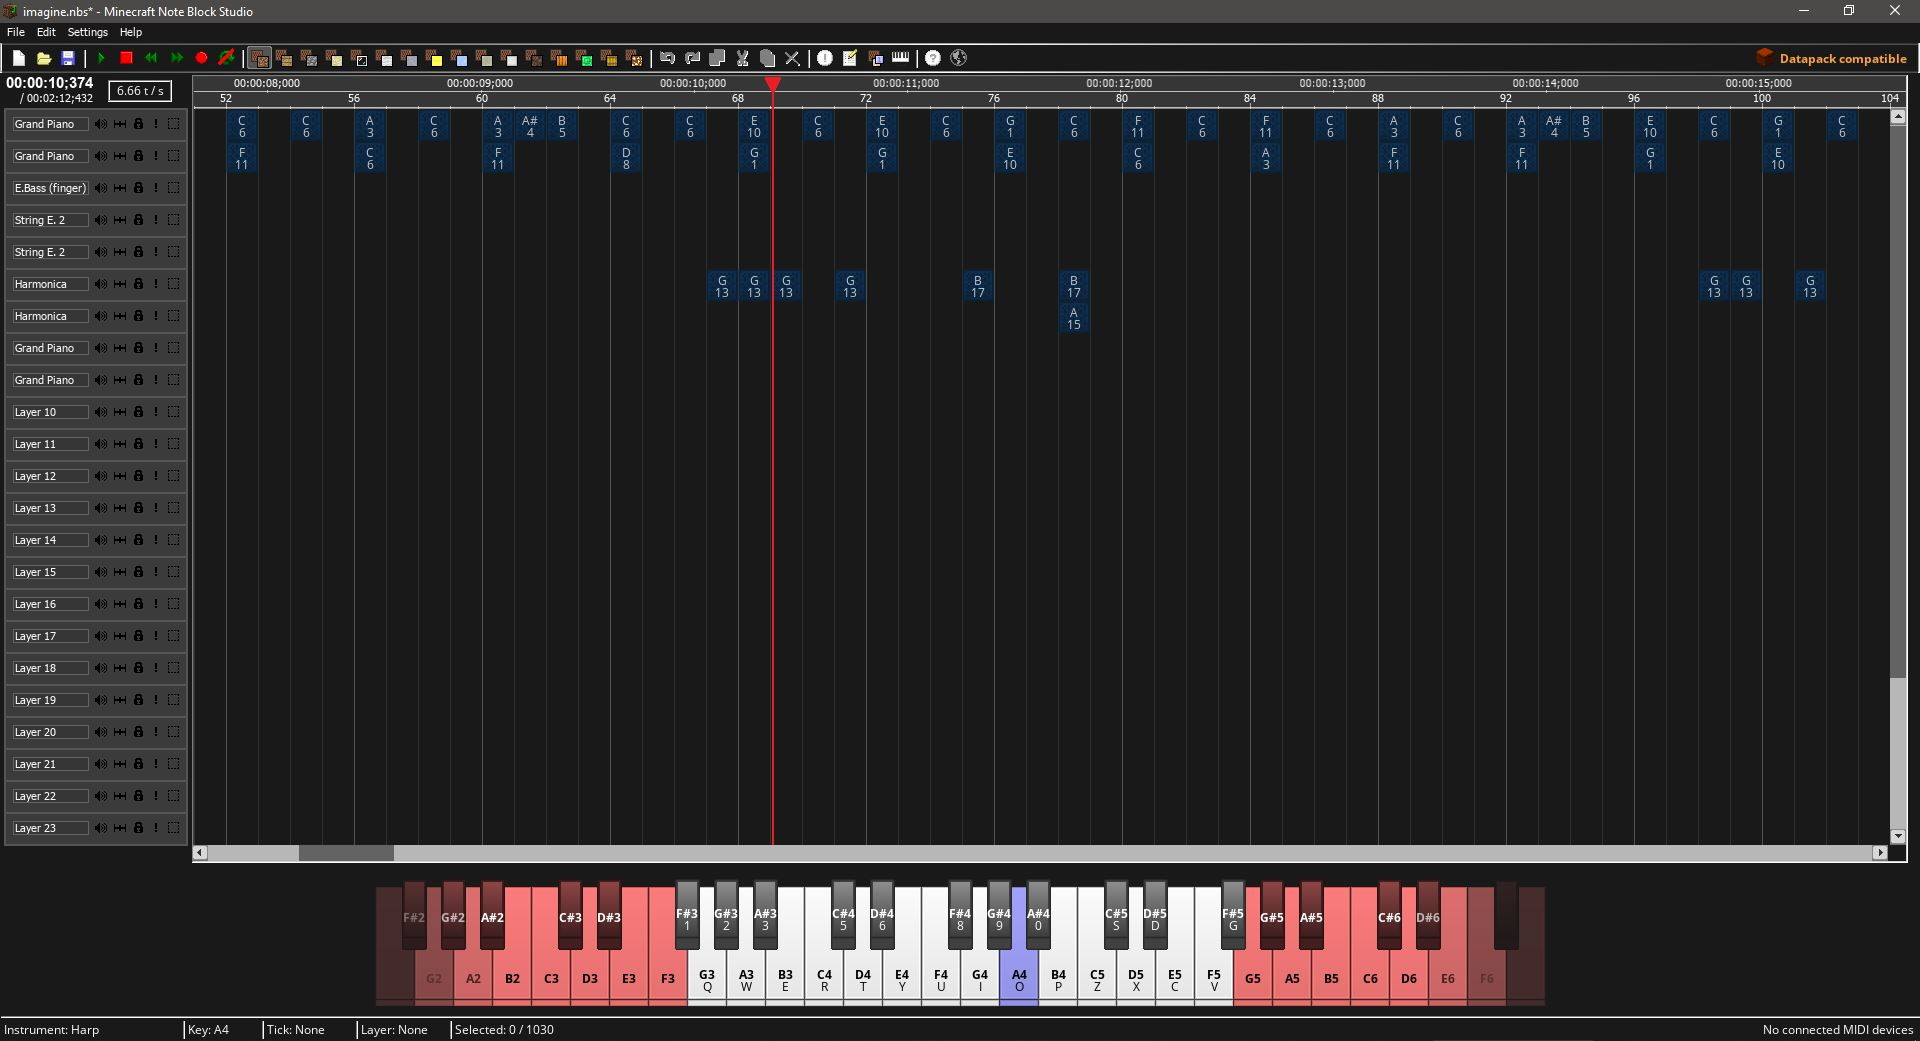 imagine.nbs* - Minecraft Note Block Studio
File Edit Settings Help
Datapack compatible
00:00:10;374
/ 00:02:12;432
6.66 t / s
00:00:08;000 00:00:09;000 00:00:10;000 00:00:11;000 00:00:12;000 00:00:13;000 00:00:14;000 00:00:15;000
52 56 60 64 68 72 76 80 84 88 92 96 100 104
Grand Piano
C C A C A A# B C C E C E C G C F C F C A C A A# B E C G C
6 6 3 6 3 4 5 6 6 10 6 10 6 1 6 11 6 11 6 3 6 3 4 5 10 6 1 6
Grand Piano
F C F D G G E C A F F G E
11 6 11 8 1 1 10 6 3 11 11 1 10
E.Bass (finger)
String E. 2
String E. 2
Harmonica
G G G G B B G G G
13 13 13 13 17 17 13 13 13
Harmonica
A
15
Grand Piano
Grand Piano
Layer 10
Layer 11
Layer 12
Layer 13
Layer 14
Layer 15
Layer 16
Layer 17
Layer 18
Layer 19
Layer 20
Layer 21
Layer 22
Layer 23
F#2 G#2 A#2 C#3 D#3 F#3 G#3 A#3 C#4 D#4 F#4 G#4 A#4 C#5 D#5 F#5 G#5 A#5 C#6 D#6
1 2 3 5 6 8 9 0 S D G
G2 A2 B2 C3 D3 E3 F3 G3 A3 B3 C4 D4 E4 F4 G4 A4 B4 C5 D5 E5 F5 G5 A5 B5 C6 D6 E6 F6
Q W E R T Y U I O P Z X C V
Instrument: Harp Key: A4 Tick: None Layer: None Selected: 0 / 1030 No connected MIDI devices